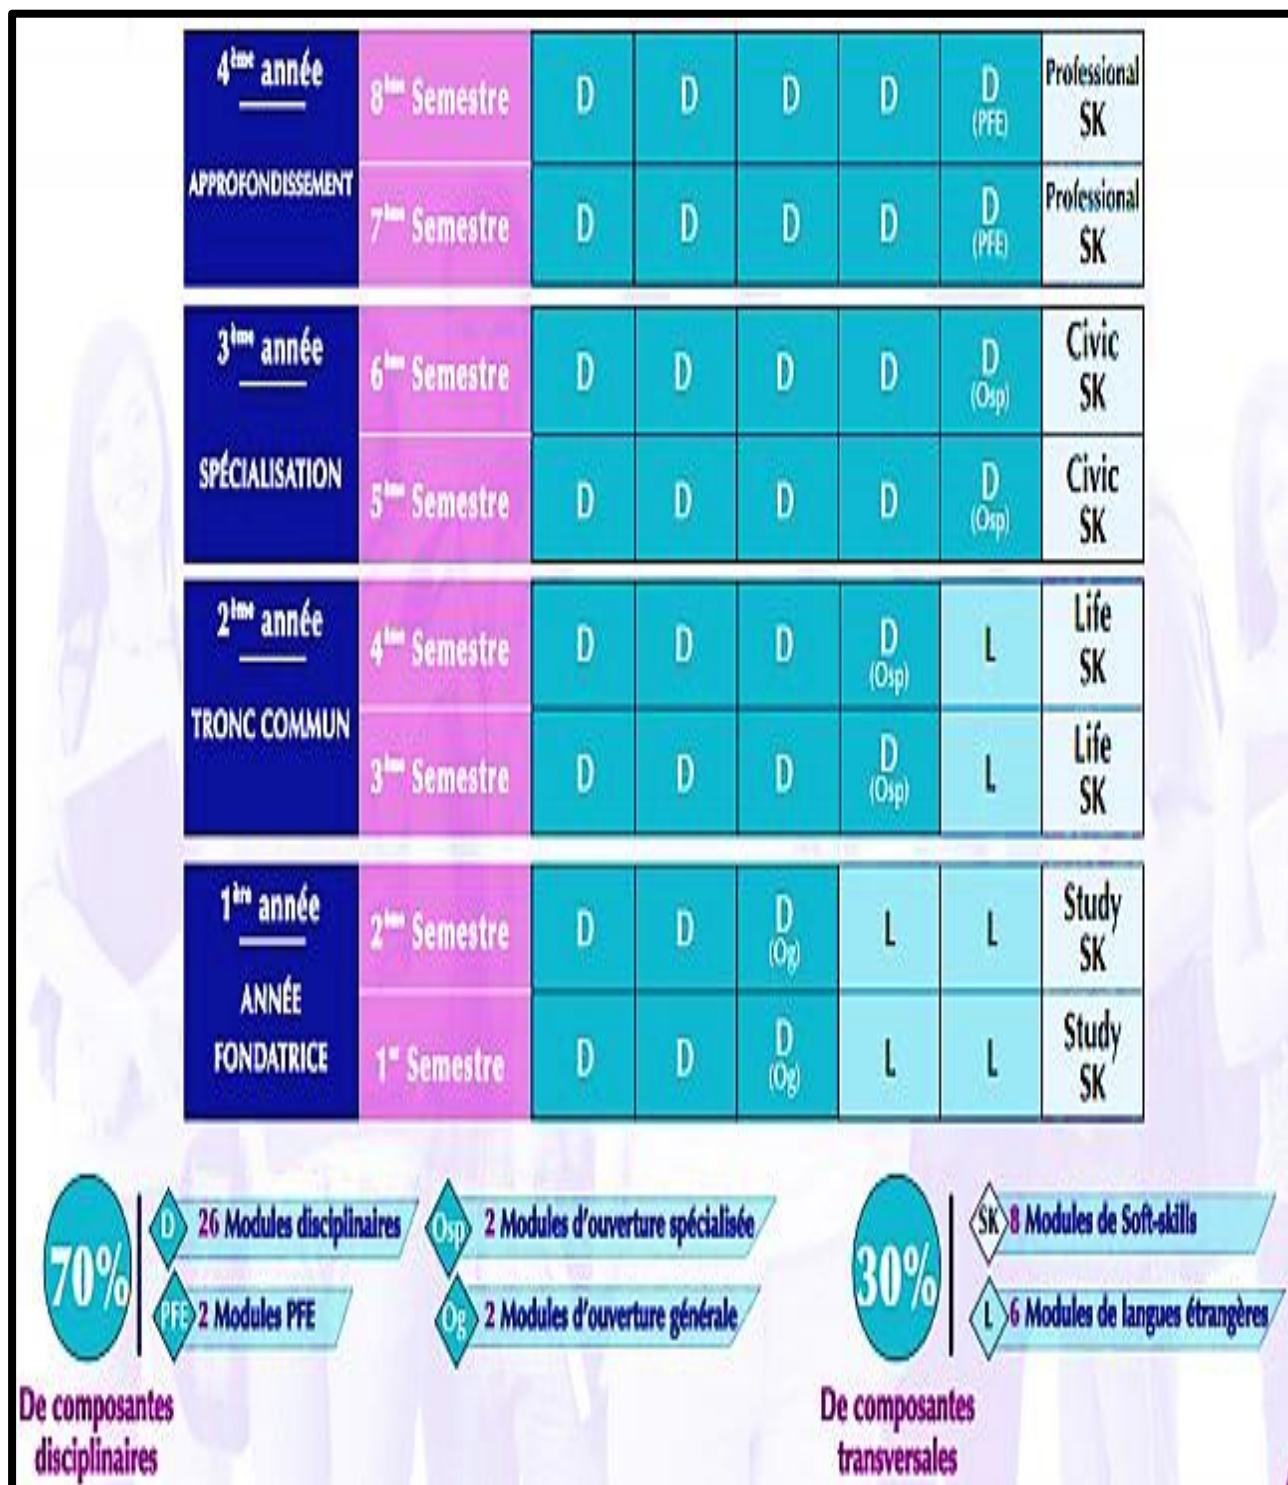 4ème année
APPROFONDISSEMENT
8ème Semestre D D D D D (PFE) Professional SK
7ème Semestre D D D D D (PFE) Professional SK
3ème année
SPÉCIALISATION
6ème Semestre D D D D D (Osp) Civic SK
5ème Semestre D D D D D (Osp) Civic SK
2ème année
TRONC COMMUN
4ème Semestre D D D D (Osp) L Life SK
3ème Semestre D D D D (Osp) L Life SK
1ère année
ANNÉE
FONDATRICE
2ème Semestre D D D (Og) L L Study SK
1er Semestre D D D (Og) L L Study SK
70%
De composantes
disciplinaires
D 26 Modules disciplinaires
PFE 2 Modules PFE
Osp 2 Modules d'ouverture spécialisée
Og 2 Modules d'ouverture générale
30%
De composantes
transversales
SK 8 Modules de Soft-skills
L 6 Modules de langues étrangères